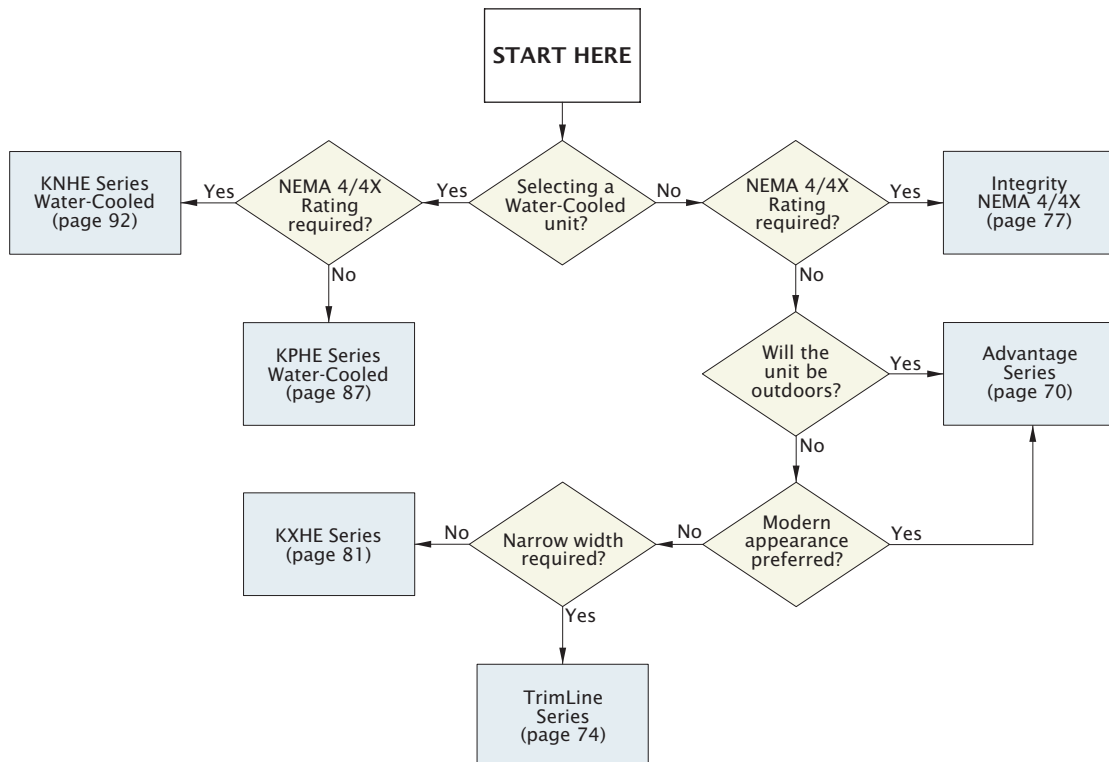 START HERE
KNHE Series
Water-Cooled
(page 92)
Yes
NEMA 4/4X
Rating
required?
Yes
Selecting a
Water-Cooled
unit?
No
NEMA 4/4X
Rating
required?
Yes
Integrity
NEMA 4/4X
(page 77)
No
No
KPHE Series
Water-Cooled
(page 87)
Will the
unit be
outdoors?
Yes
Advantage
Series
(page 70)
No
KXHE Series
(page 81)
No
Narrow width
required?
No
Modern
appearance
preferred?
Yes
Yes
TrimLine
Series
(page 74)